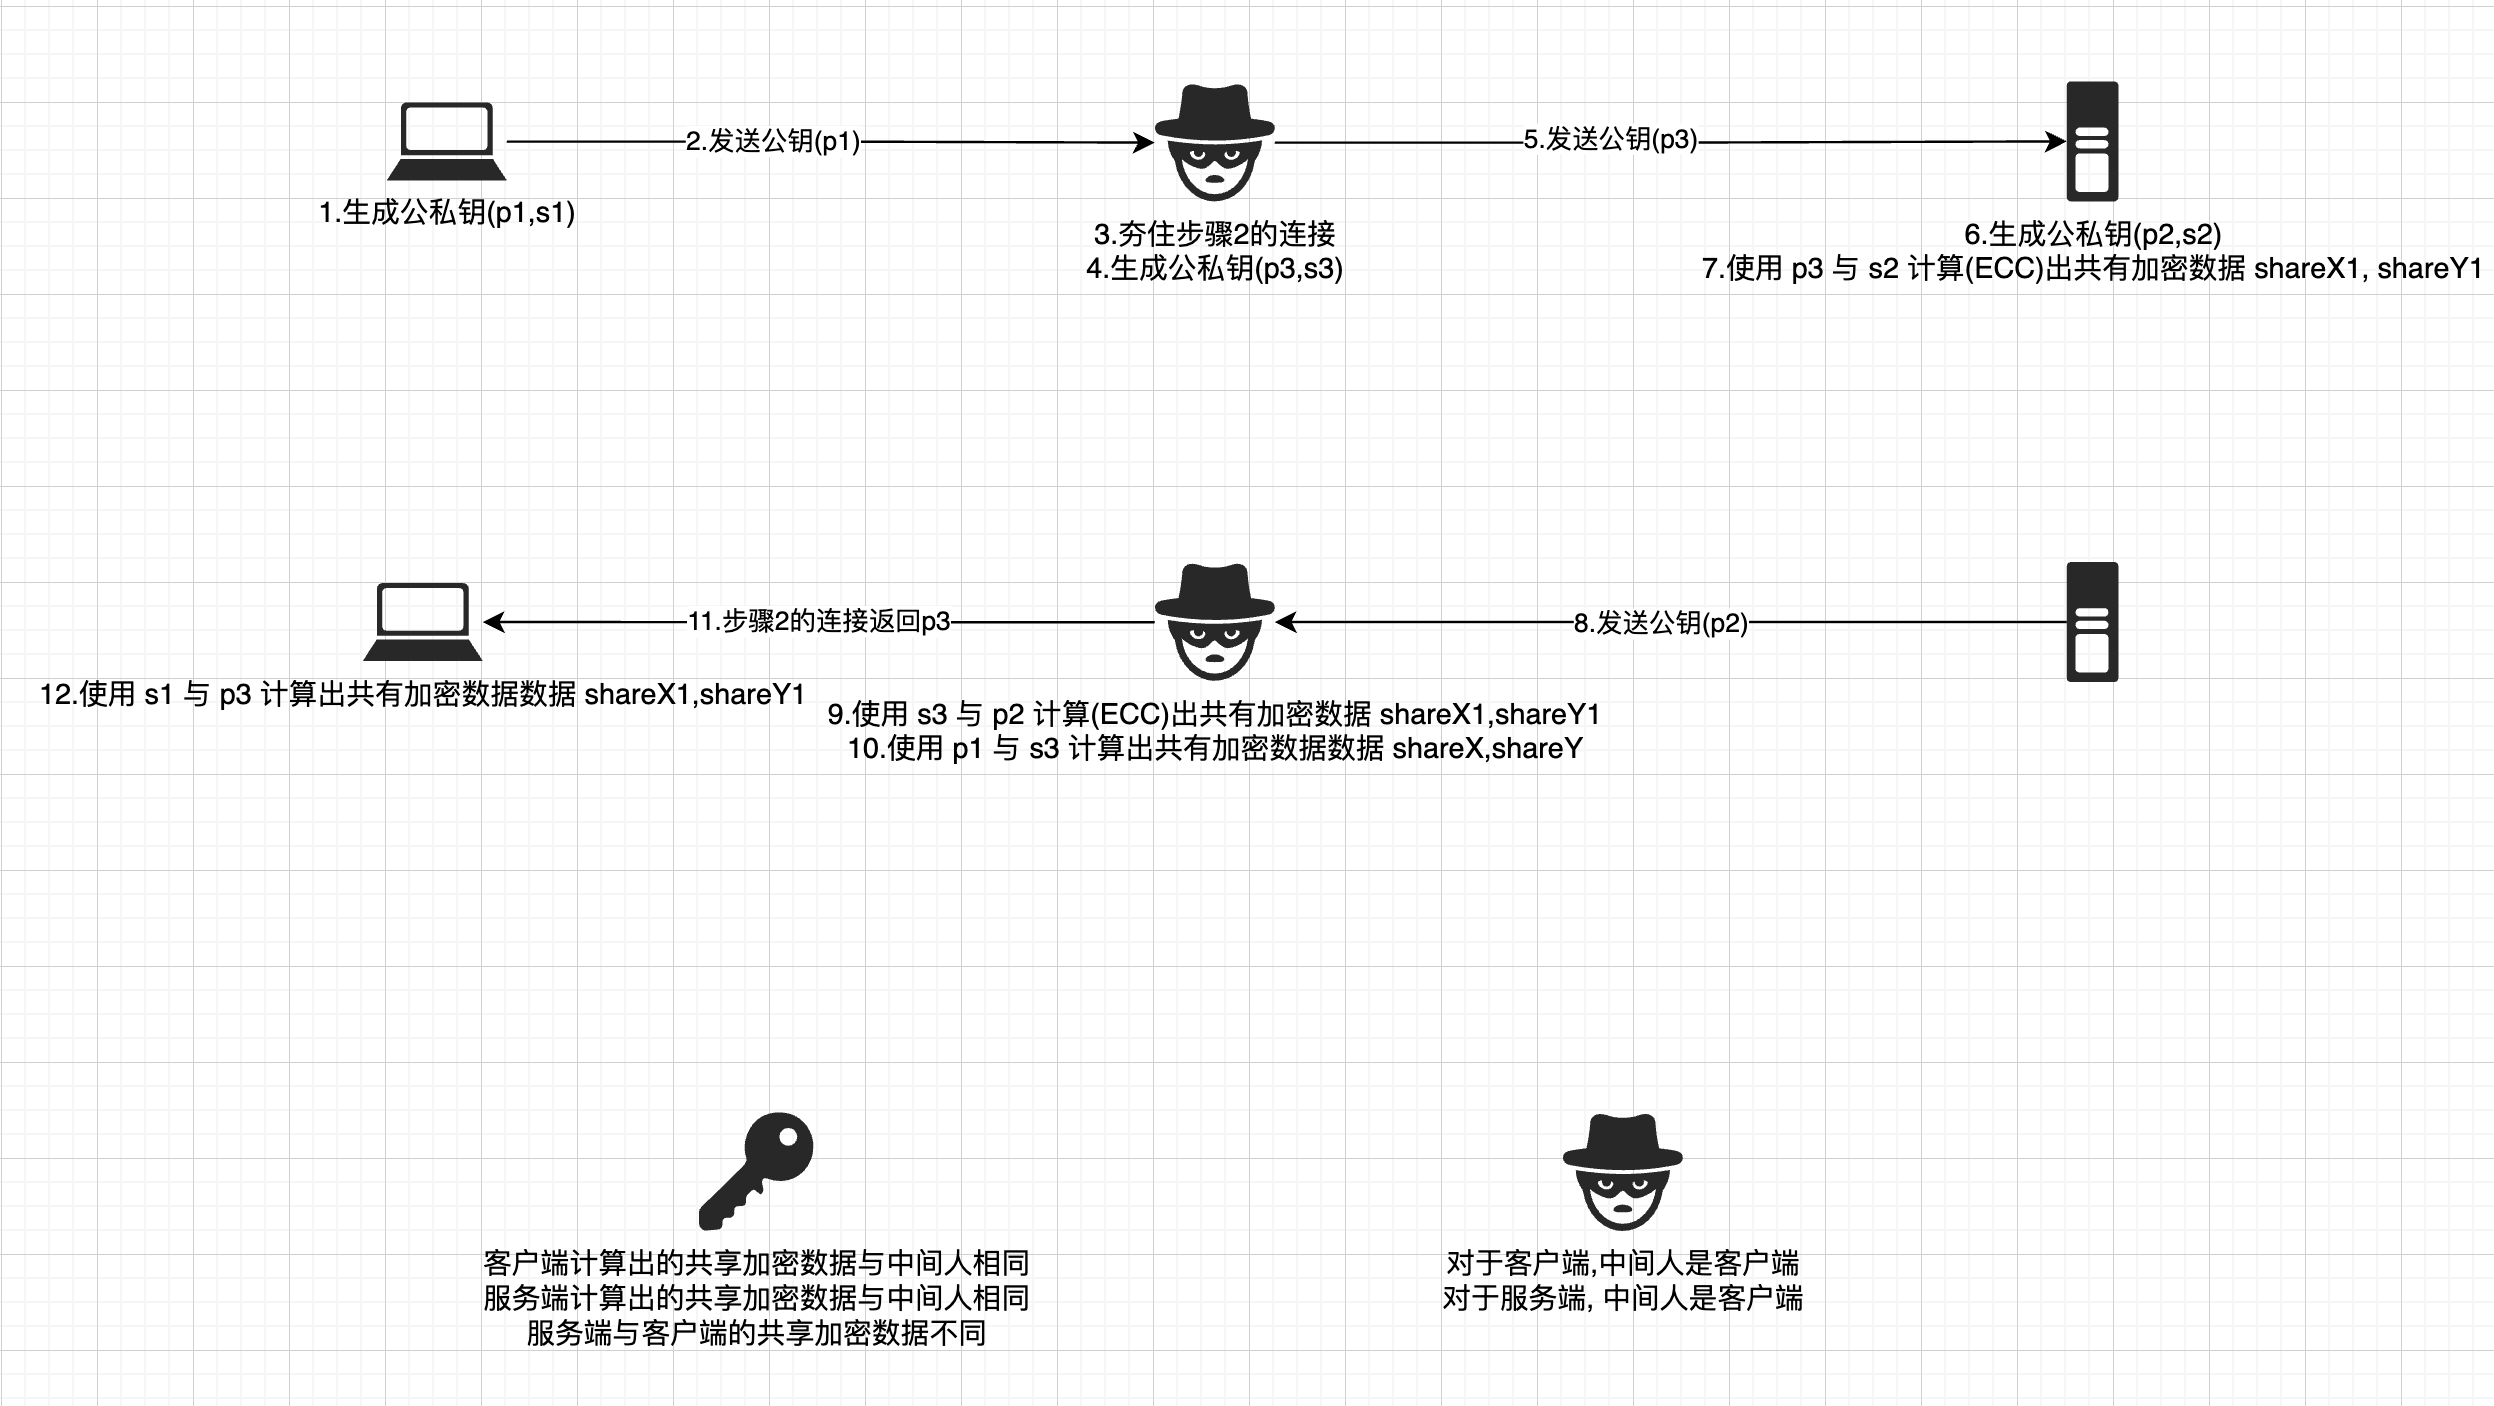 2.发送公钥(p1)
5.发送公钥(p3)
1.生成公私钥(p1,s1)
3.夯住步骤2的连接
4.生成公私钥(p3,s3)
6.生成公私钥(p2,s2)
7.使用 p3 与 s2 计算(ECC)出共有加密数据 shareX1, shareY1
11.步骤2的连接返回p3
8.发送公钥(p2)
12.使用 s1 与 p3 计算出共有加密数据数据 shareX1,shareY1
9.使用 s3 与 p2 计算(ECC)出共有加密数据 shareX1,shareY1
10.使用 p1 与 s3 计算出共有加密数据数据 shareX,shareY
客户端计算出的共享加密数据与中间人相同
服务端计算出的共享加密数据与中间人相同
服务端与客户端的共享加密数据不同
对于客户端,中间人是客户端
对于服务端, 中间人是客户端